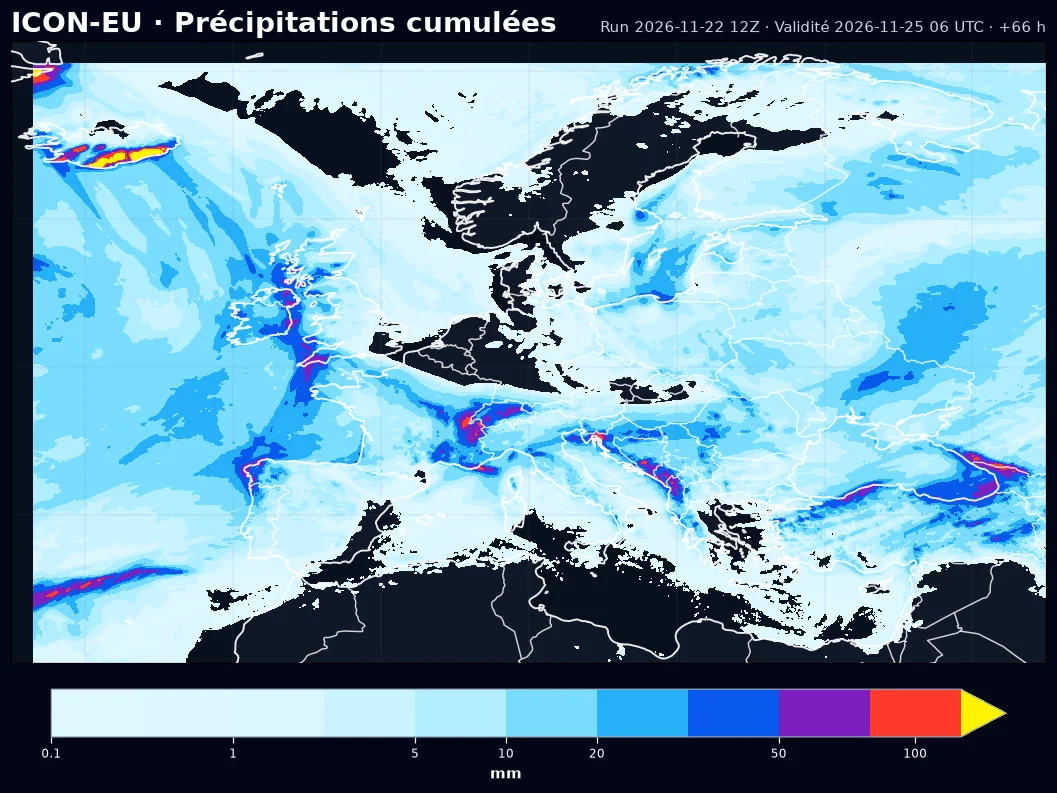 ICON-EU · Précipitations cumulées
Run 2026-11-22 12Z · Validité 2026-11-25 06 UTC · +66 h
0.1 1 5 10 20 50 100
mm